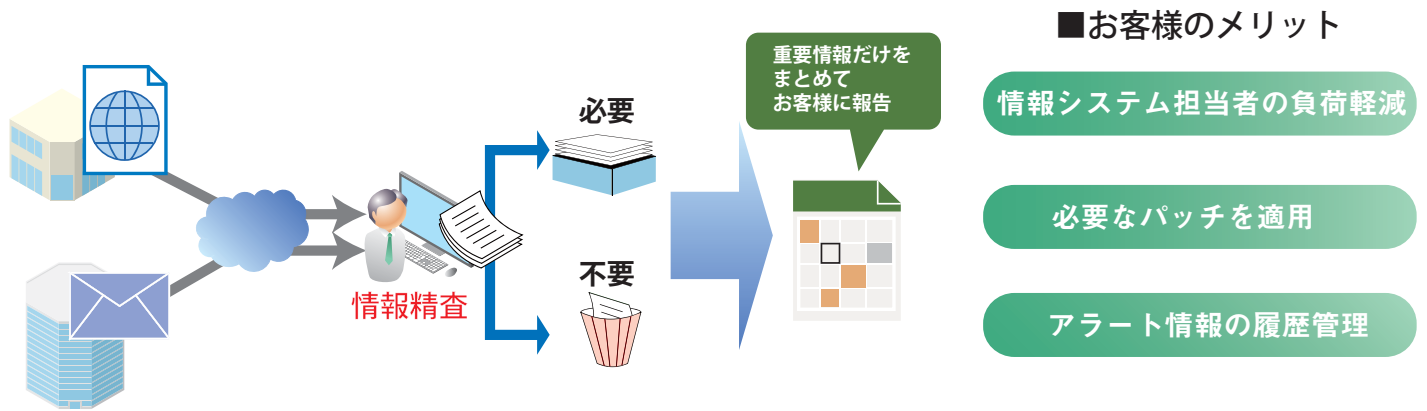 ■お客様のメリット
重要情報だけを
まとめて
お客様に報告
必要
不要
情報精査
情報システム担当者の負荷軽減
必要なパッチを適用
アラート情報の履歴管理